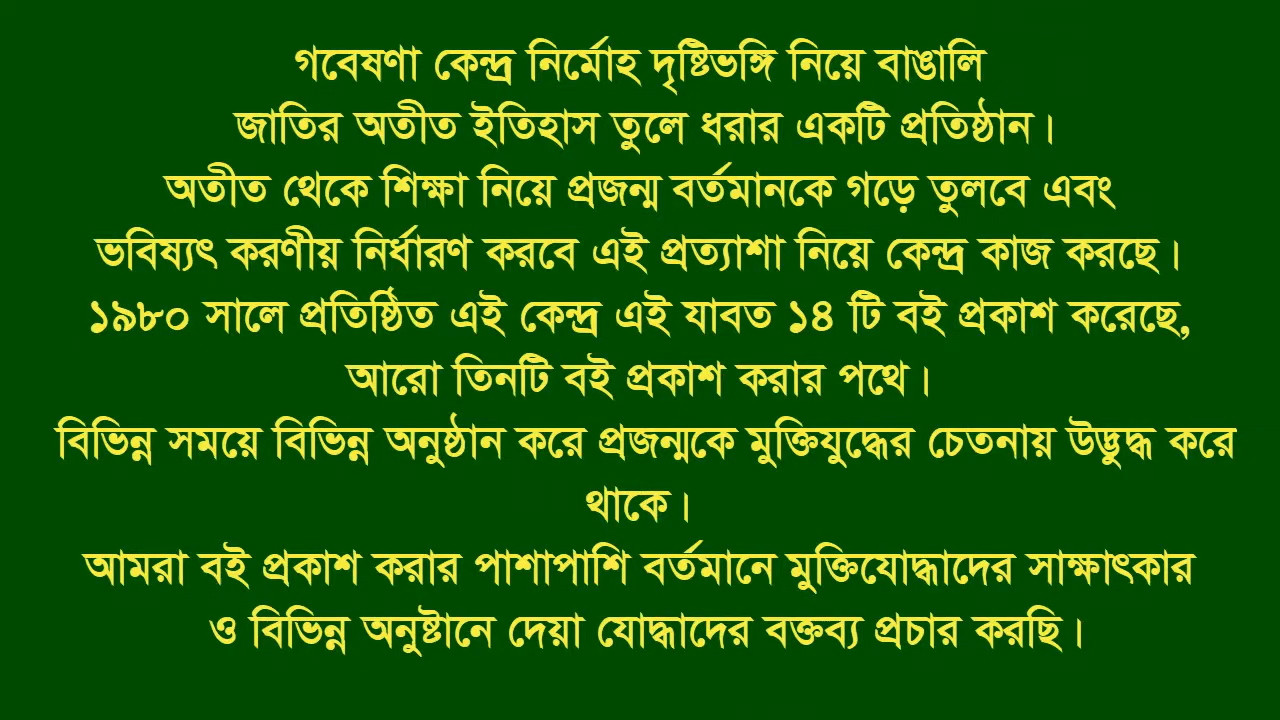 গবেষণা কেন্দ্র নির্মোহ দৃষ্টিভঙ্গি নিয়ে বাঙালি
জাতির অতীত ইতিহাস তুলে ধরার একটি প্রতিষ্ঠান।
অতীত থেকে শিক্ষা নিয়ে প্রজন্ম বর্তমানকে গড়ে তুলবে এবং
ভবিষ্যৎ করণীয় নির্ধারণ করবে এই প্রত্যাশা নিয়ে কেন্দ্র কাজ করছে।
১৯৮০ সালে প্রতিষ্ঠিত এই কেন্দ্র এই যাবত ১৪ টি বই প্রকাশ করেছে,
আরো তিনটি বই প্রকাশ করার পথে।
বিভিন্ন সময়ে বিভিন্ন অনুষ্ঠান করে প্রজন্মকে মুক্তিযুদ্ধের চেতনায় উদ্ভুদ্ধ করে
থাকে।
আমরা বই প্রকাশ করার পাশাপাশি বর্তমানে মুক্তিযোদ্ধাদের সাক্ষাৎকার
ও বিভিন্ন অনুষ্টানে দেয়া যোদ্ধাদের বক্তব্য প্রচার করছি।